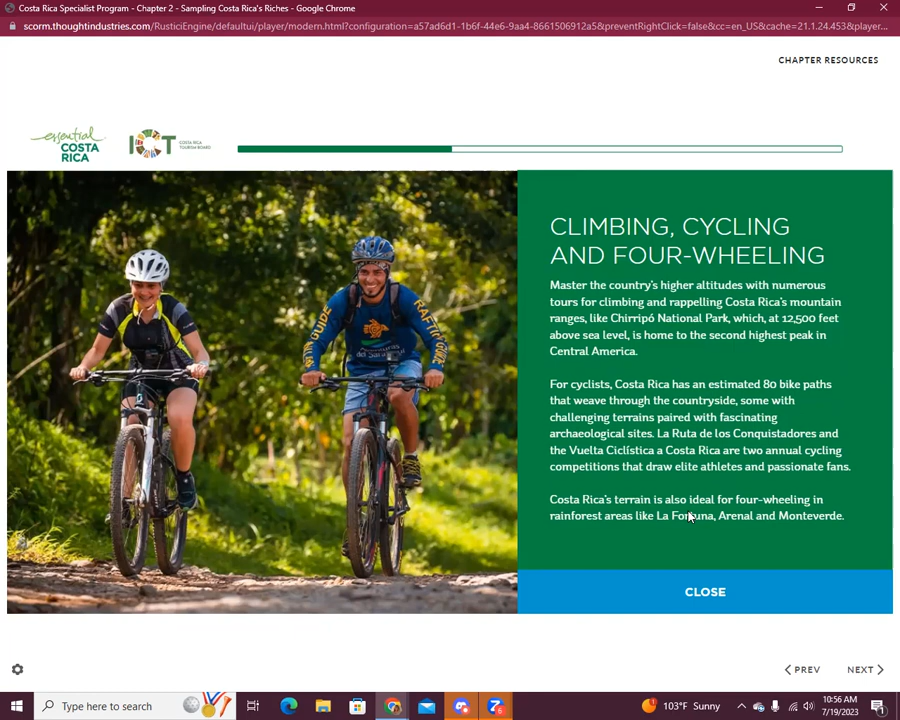 Costa Rica Specialist Program - Chapter 2 - Sampling Costa Rica's Riches - Google Chrome
scorm.thoughtindustries.com/RusticiEngine/defaultui/player/modern.html?configuration=a57ad6d1-1b6f-44e6-9aa4-8661506912a5&preventRightClick=false&cc=en_US&cache=21.1.24.453&player...
CHAPTER RESOURCES
essential
COSTA
RICA
ICT
COSTA RICA
TOURISM BOARD
CLIMBING, CYCLING
AND FOUR-WHEELING
Master the country's higher altitudes with numerous
tours for climbing and rappelling Costa Rica's mountain
ranges, like Chirripó National Park, which, at 12,500 feet
above sea level, is home to the second highest peak in
Central America.
For cyclists, Costa Rica has an estimated 80 bike paths
that weave through the countryside, some with
challenging terrains paired with fascinating
archaeological sites. La Ruta de los Conquistadores and
the Vuelta Ciclística a Costa Rica are two annual cycling
competitions that draw elite athletes and passionate fans.
Costa Rica's terrain is also ideal for four-wheeling in
rainforest areas like La Fortuna, Arenal and Monteverde.
GUIDE
RAFTING
CLOSE
PREV
NEXT
Type here to search
103°F Sunny
10:56 AM
7/19/2023